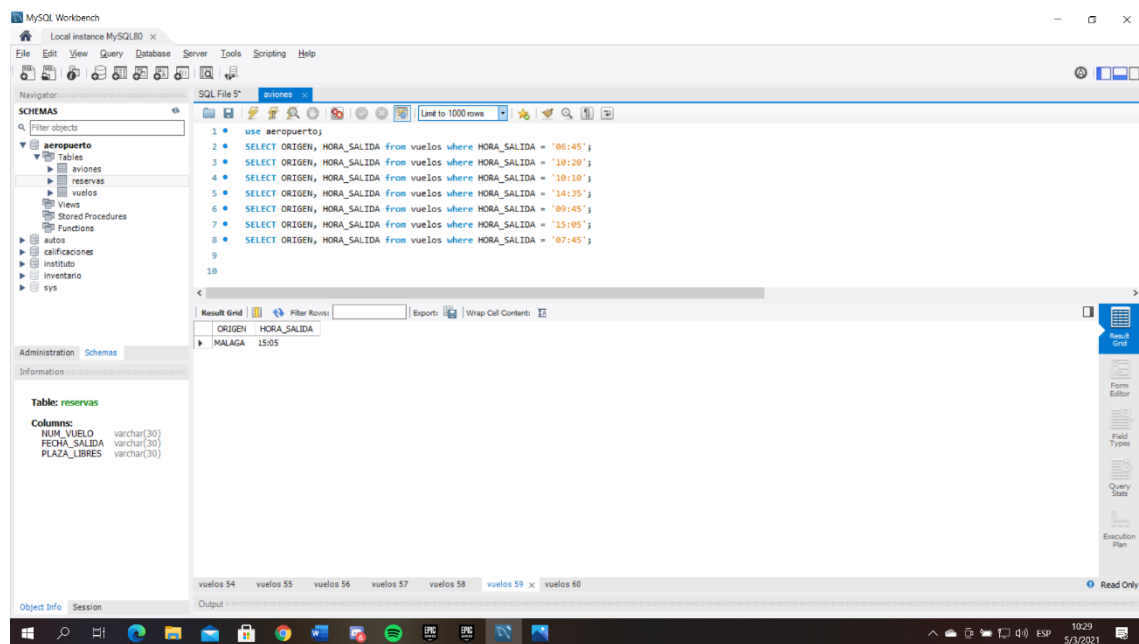 MySQL Workbench
Local instance MySQL80
File Edit View Query Database Server Tools Scripting Help
Navigator
SCHEMAS
Filter objects
aeropuerto
Tables
aviones
reservas
vuelos
Views
Stored Procedures
Functions
autos
calificaciones
instituto
inventario
sys
Administration Schemas
Information
Table: reservas
Columns:
NUM_VUELO varchar(30)
FECHA_SALIDA varchar(30)
PLAZA_LIBRES varchar(30)
Object Info Session
SQL File 5* aviones
Limit to 1000 rows
1 use aeropuerto;
2 SELECT ORIGEN, HORA_SALIDA from vuelos where HORA_SALIDA = '06:45';
3 SELECT ORIGEN, HORA_SALIDA from vuelos where HORA_SALIDA = '10:20';
4 SELECT ORIGEN, HORA_SALIDA from vuelos where HORA_SALIDA = '10:10';
5 SELECT ORIGEN, HORA_SALIDA from vuelos where HORA_SALIDA = '14:35';
6 SELECT ORIGEN, HORA_SALIDA from vuelos where HORA_SALIDA = '09:45';
7 SELECT ORIGEN, HORA_SALIDA from vuelos where HORA_SALIDA = '15:05';
8 SELECT ORIGEN, HORA_SALIDA from vuelos where HORA_SALIDA = '07:45';
9
10
Result Grid Filter Rows: Export: Wrap Cell Content:
ORIGEN HORA_SALIDA
MALAGA 15:05
Result Grid
Form Editor
Field Types
Query Stats
Execution Plan
vuelos 54 vuelos 55 vuelos 56 vuelos 57 vuelos 58 vuelos 59 vuelos 60
Read Only
Output
EPIC EPIC
ESP
10:29
5/3/2021